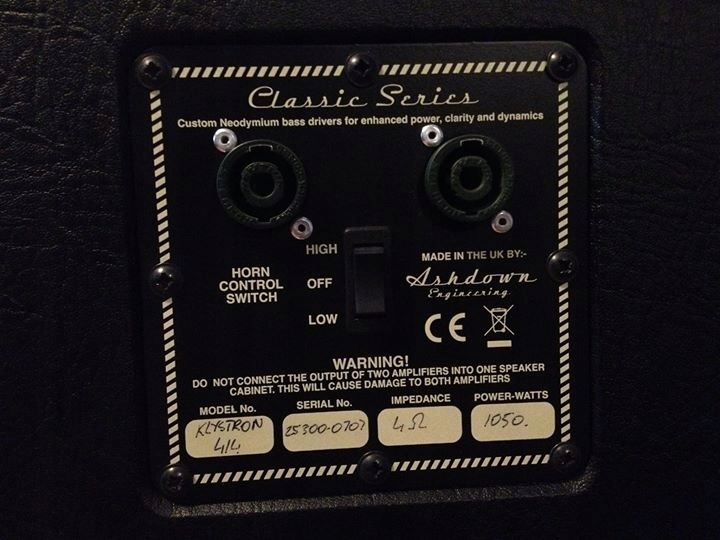 Classic Series
Custom Neodymium bass drivers for enhanced power, clarity and dynamics
HORN
CONTROL
SWITCH
HIGH
OFF
LOW
MADE IN THE UK BY:-
Ashdown
Engineering
CE
WARNING!
DO NOT CONNECT THE OUTPUT OF TWO AMPLIFIERS INTO ONE SPEAKER
CABINET. THIS WILL CAUSE DAMAGE TO BOTH AMPLIFIERS
MODEL No.
KLYSTRON
414
SERIAL No.
25300-0707
IMPEDANCE
4Ω
POWER-WATTS
1050.